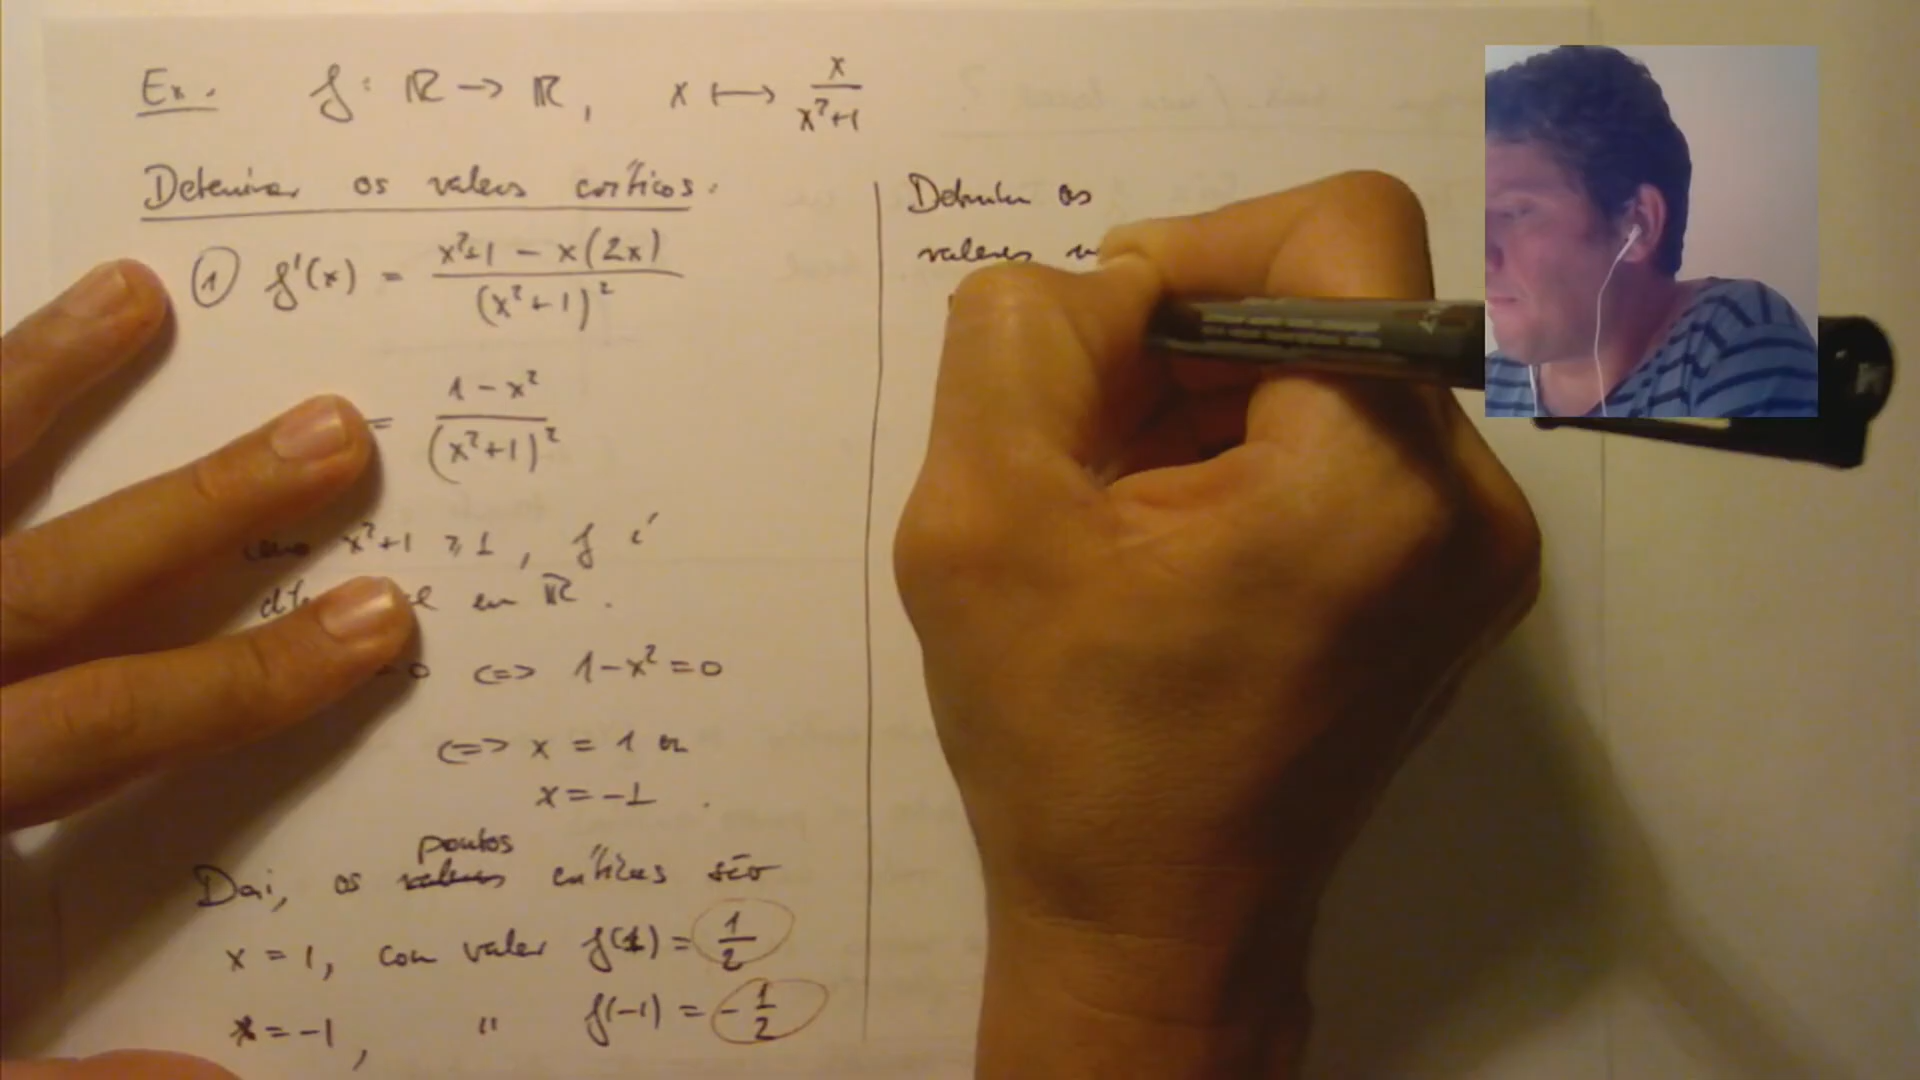 Ex. f: ℝ → ℝ, x ↦ x/(x²+1)
Determinar os valores críticos.
① f'(x) = (x²+1 - x(2x))/(x²+1)²
= (1 - x²)/(x²+1)²
como x²+1 ≥ 1, f é
em ℝ.
=0 <=> 1-x² = 0
<=> x = 1 ou
x = -1.
pontos
Daí, os valores críticos são
x = 1, com valor f(1) = 1/2
x = -1, " f(-1) = -1/2
Determinar os
valores